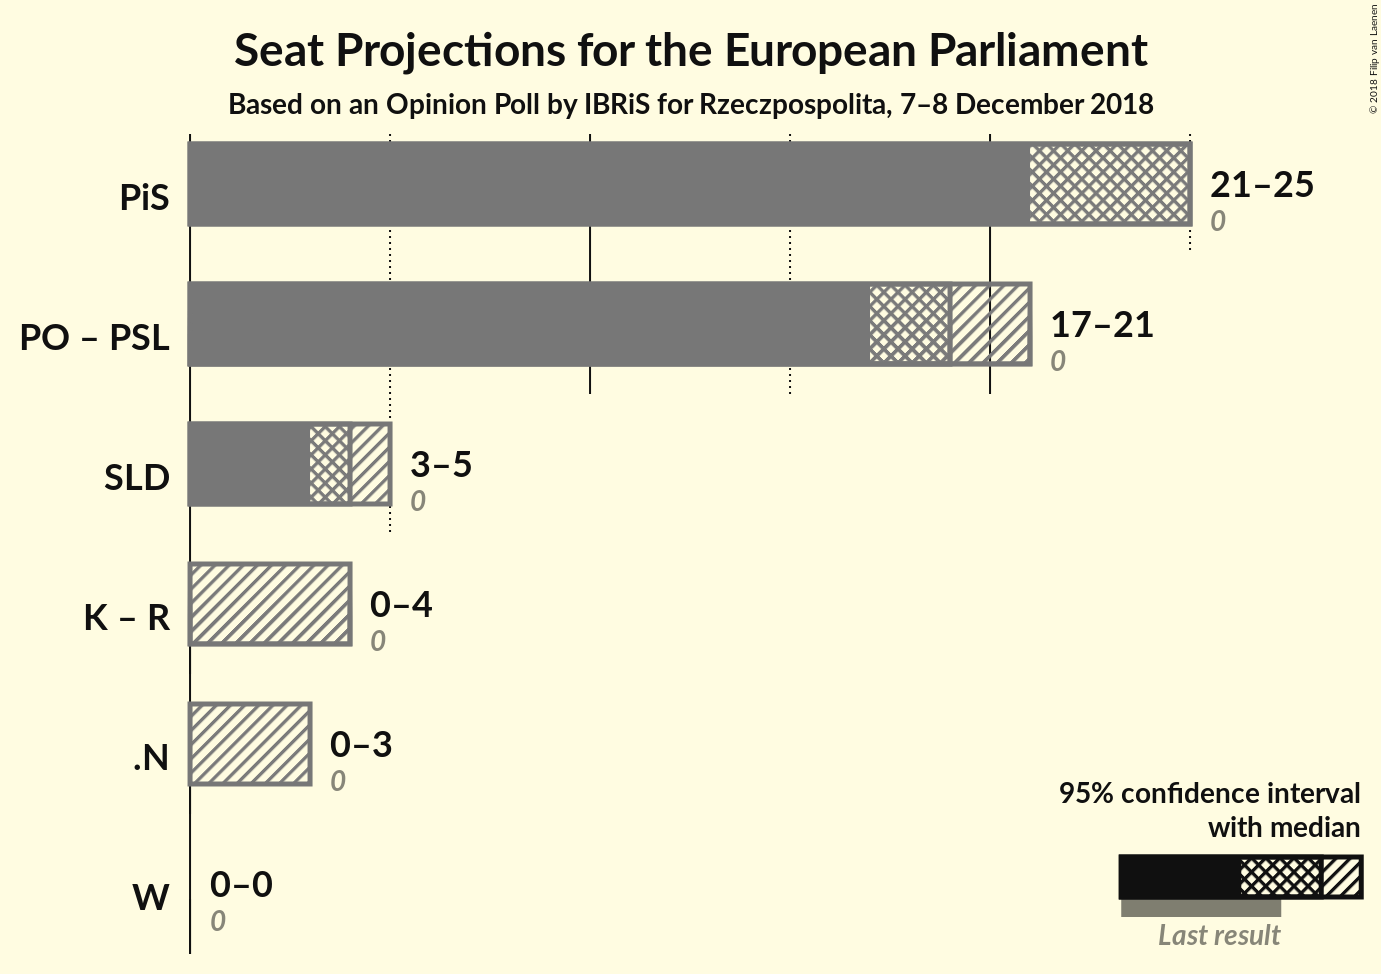 Seat Projections for the European Parliament
Based on an Opinion Poll by IBRiS for Rzeczpospolita, 7–8 December 2018
© 2018 Filip van Laenen
PiS
21–25
0
PO – PSL
17–21
0
SLD
3–5
0
K – R
0–4
0
.N
0–3
0
W
0–0
0
95% confidence interval
with median
Last result